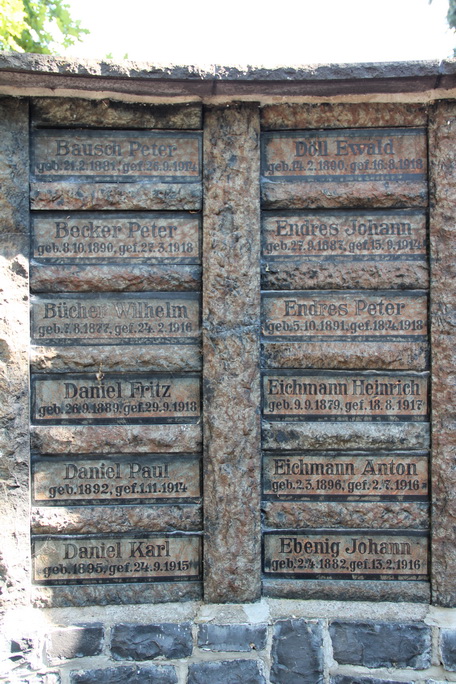 Bausch Peter
geb.21.2.1891, gef.26.9.1914
Becker Peter
geb.8.10.1890, gef.27.3.1918
Bücher Wilhelm
geb.7.8.1877, gef.24.2.1916
Daniel Fritz
geb.26.9.1889, gef.29.9.1918
Daniel Paul
geb.1892, gef.1.11.1914
Daniel Karl
geb.1895, gef.24.9.1915
Döll Ewald
geb.14.2.1890, gef.16.8.1918
Endres Johann
geb.27.9.1887, gef.15.9.1914
Endres Peter
geb.5.10.1891, gef.18.4.1918
Eichmann Heinrich
geb.9.9.1879, gef.18.8.1917
Eichmann Anton
geb.2.3.1896, gef.2.7.1916
Ebenig Johann
geb.2.4.1882, gef.13.2.1916